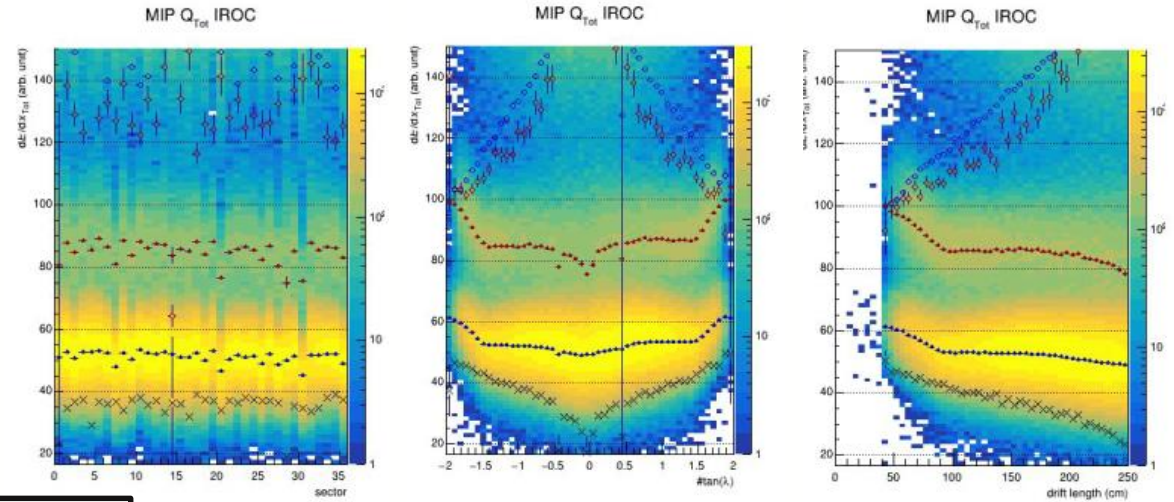 MIP Q_Tot IROC
dE/dx_Tot (arb. unit)
140
120
100
80
60
40
20
0 5 10 15 20 25 30 35
sector
10²
10²
10
1
MIP Q_Tot IROC
dE/dx_Tot (arb. unit)
140
120
100
80
60
40
20
−2 −1.5 −1 −0.5 0 0.5 1 1.5 2
#tan(λ)
10²
10²
10
1
MIP Q_Tot IROC
140
120
100
80
60
40
20
0 50 100 150 200 250
drift length (cm)
10
1